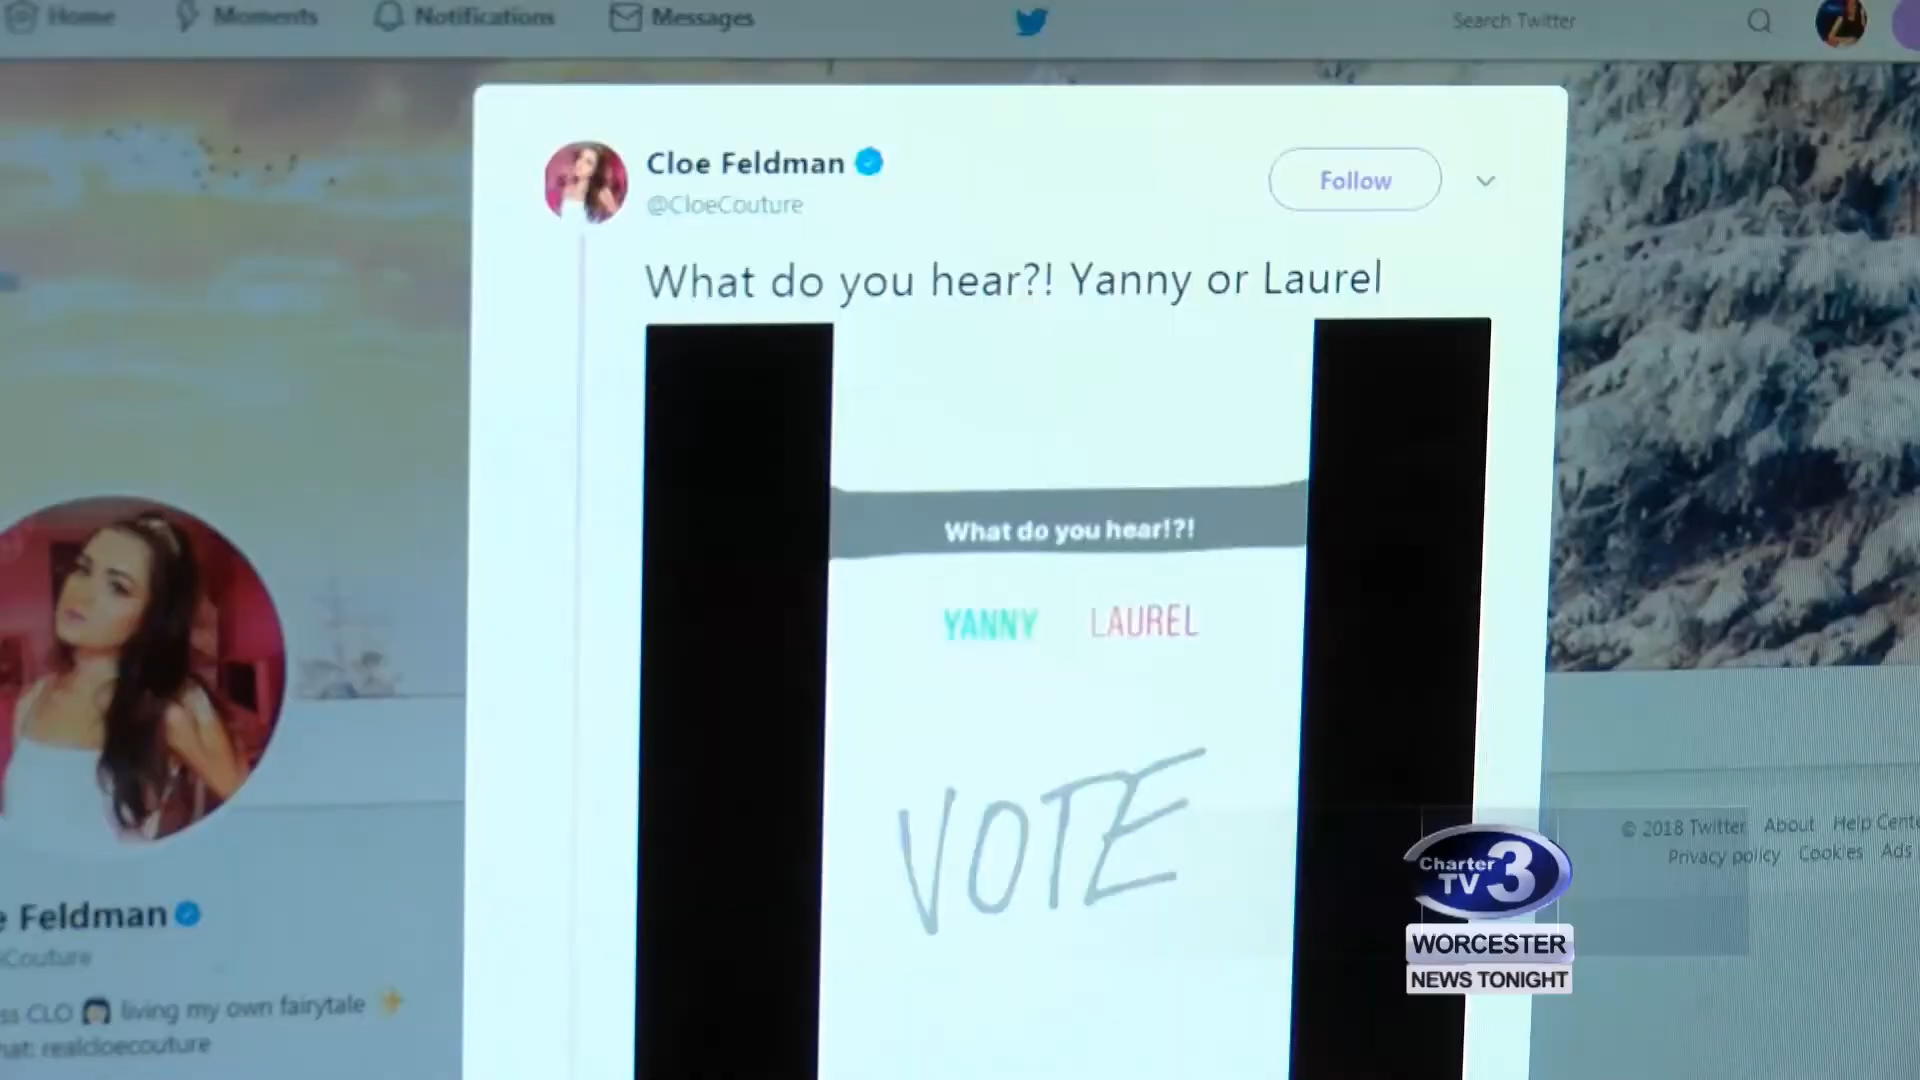 Home Moments Notifications Messages Search Twitter
Cloe Feldman
@CloeCouture
Follow
What do you hear?! Yanny or Laurel
What do you hear!?!
YANNY LAUREL
VOTE
Feldman
Couture
CLO living my own fairytale
realcloecouture
© 2018 Twitter About Help
Privacy policy Cookies Ads
Charter
TV 3
WORCESTER
NEWS TONIGHT